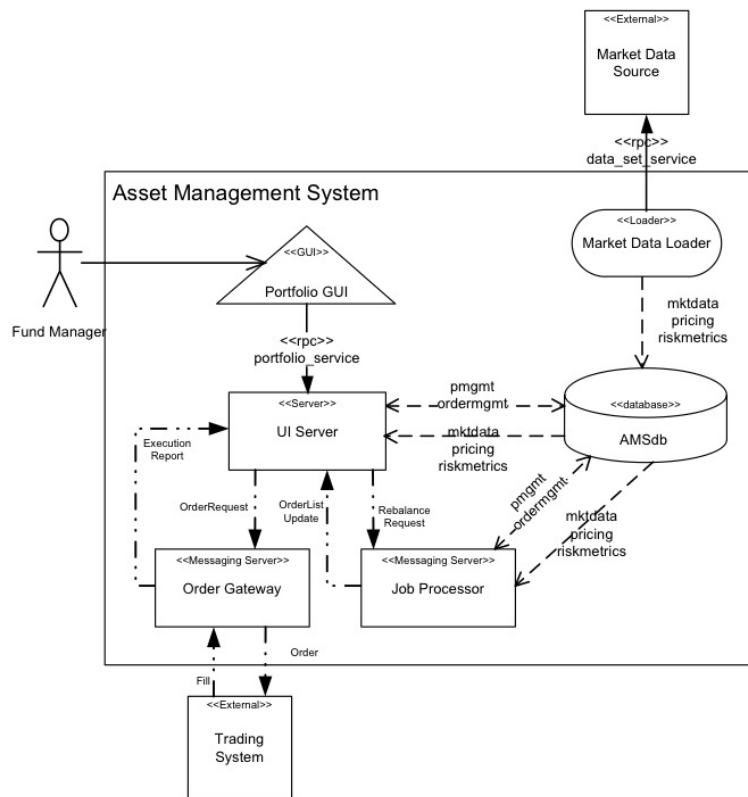 <<External>>
Market Data
Source
<<rpc>>
data_set_service
Asset Management System
<<Loader>>
Market Data Loader
<<GUI>>
Portfolio GUI
Fund Manager
mktdata
pricing
riskmetrics
<<rpc>>
portfolio_service
<<Server>>
UI Server
pmgmt
ordermgmt
<<database>>
AMSdb
mktdata
pricing
riskmetrics
Execution
Report
OrderRequest
OrderList
Update
Rebalance
Request
pmgmt
ordermgmt
mktdata
pricing
riskmetrics
<<Messaging Server>>
Order Gateway
<<Messaging Server>>
Job Processor
Order
Fill
<<External>>
Trading
System